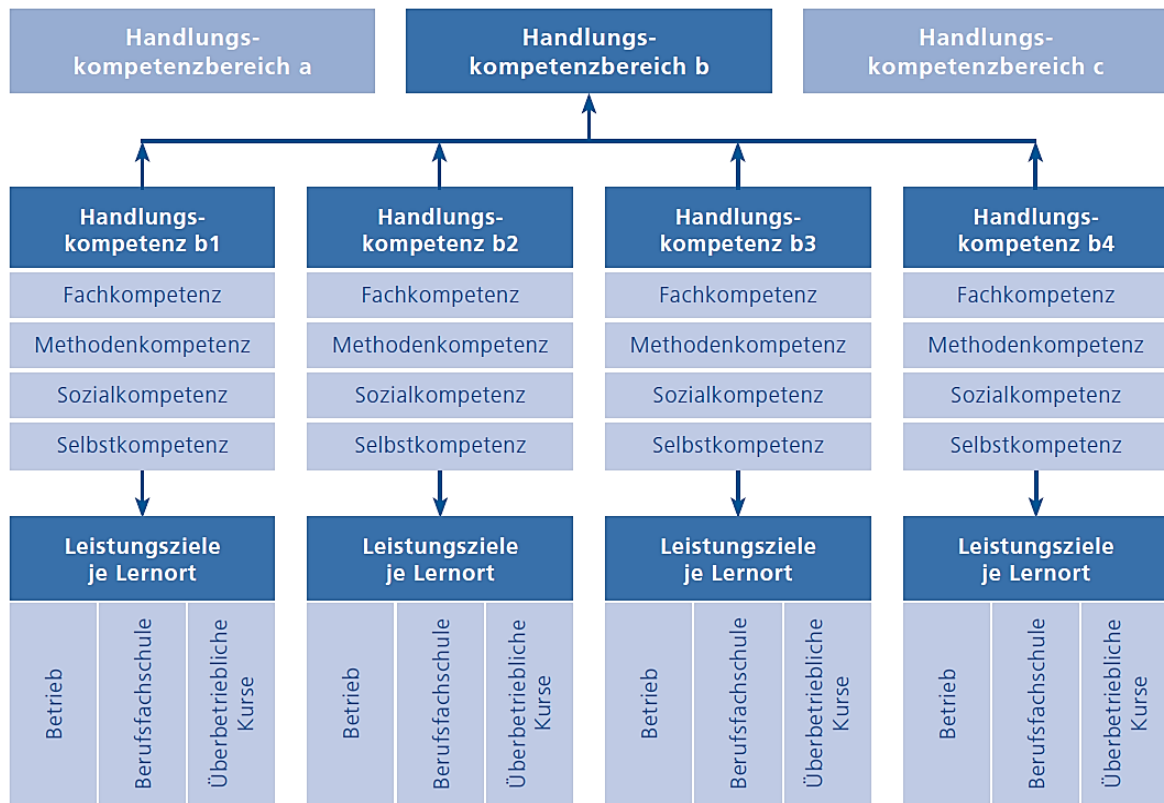 Handlungs-
kompetenzbereich a
Handlungs-
kompetenzbereich b
Handlungs-
kompetenzbereich c
Handlungs-
kompetenz b1
Handlungs-
kompetenz b2
Handlungs-
kompetenz b3
Handlungs-
kompetenz b4
Fachkompetenz
Fachkompetenz
Fachkompetenz
Fachkompetenz
Methodenkompetenz
Methodenkompetenz
Methodenkompetenz
Methodenkompetenz
Sozialkompetenz
Sozialkompetenz
Sozialkompetenz
Sozialkompetenz
Selbstkompetenz
Selbstkompetenz
Selbstkompetenz
Selbstkompetenz
Leistungsziele
je Lernort
Leistungsziele
je Lernort
Leistungsziele
je Lernort
Leistungsziele
je Lernort
Betrieb
Berufsfachschule
Überbetriebliche
Kurse
Betrieb
Berufsfachschule
Überbetriebliche
Kurse
Betrieb
Berufsfachschule
Überbetriebliche
Kurse
Betrieb
Berufsfachschule
Überbetriebliche
Kurse